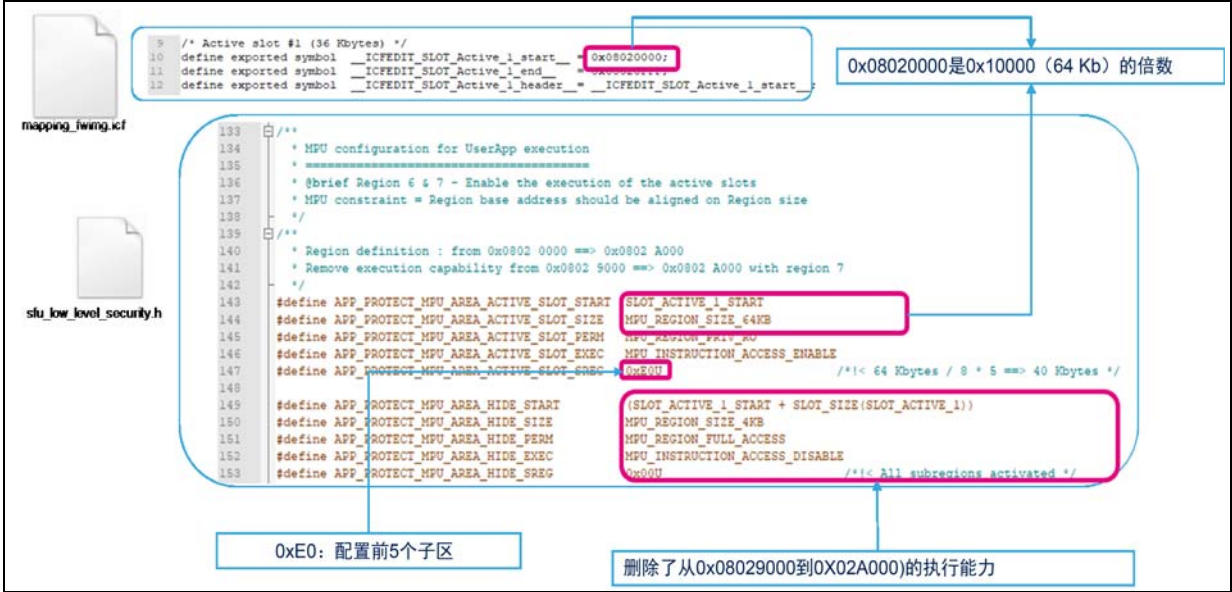 9 /* Active slot #1 (36 Kbytes) */
10 define exported symbol __ICFEDIT_SLOT_Active_1_start__ = 0x08020000;
11 define exported symbol __ICFEDIT_SLOT_Active_1_end__ =
12 define exported symbol __ICFEDIT_SLOT_Active_1_header__= __ICFEDIT_SLOT_Active_1_start__;
mapping_fwimg.icf
0x08020000是0x10000（64 Kb）的倍数
133 /**
134 * MPU configuration for UserApp execution
135 * ========================================
136 * @brief Region 6 & 7 - Enable the execution of the active slots
137 * MPU constraint = Region base address should be aligned on Region size
138 */
139 /**
140 * Region definition : from 0x0802 0000 ==> 0x0802 A000
141 * Remove execution capability from 0x0802 9000 ==> 0x0802 A000 with region 7
142 */
143 #define APP_PROTECT_MPU_AREA_ACTIVE_SLOT_START SLOT_ACTIVE_1_START
144 #define APP_PROTECT_MPU_AREA_ACTIVE_SLOT_SIZE MPU_REGION_SIZE_64KB
145 #define APP_PROTECT_MPU_AREA_ACTIVE_SLOT_PERM MPU_REGION_PRIV_RO
146 #define APP_PROTECT_MPU_AREA_ACTIVE_SLOT_EXEC MPU_INSTRUCTION_ACCESS_ENABLE
147 #define APP_PROTECT_MPU_AREA_ACTIVE_SLOT_SREG 0xE0U /*!< 64 Kbytes / 8 * 5 ==> 40 Kbytes */
148
149 #define APP_PROTECT_MPU_AREA_HIDE_START (SLOT_ACTIVE_1_START + SLOT_SIZE(SLOT_ACTIVE_1))
150 #define APP_PROTECT_MPU_AREA_HIDE_SIZE MPU_REGION_SIZE_4KB
151 #define APP_PROTECT_MPU_AREA_HIDE_PERM MPU_REGION_FULL_ACCESS
152 #define APP_PROTECT_MPU_AREA_HIDE_EXEC MPU_INSTRUCTION_ACCESS_DISABLE
153 #define APP_PROTECT_MPU_AREA_HIDE_SREG 0x00U /*!< All subregions activated */
sfu_low_level_security.h
0xE0：配置前5个子区
删除了从0x08029000到0X02A000)的执行能力